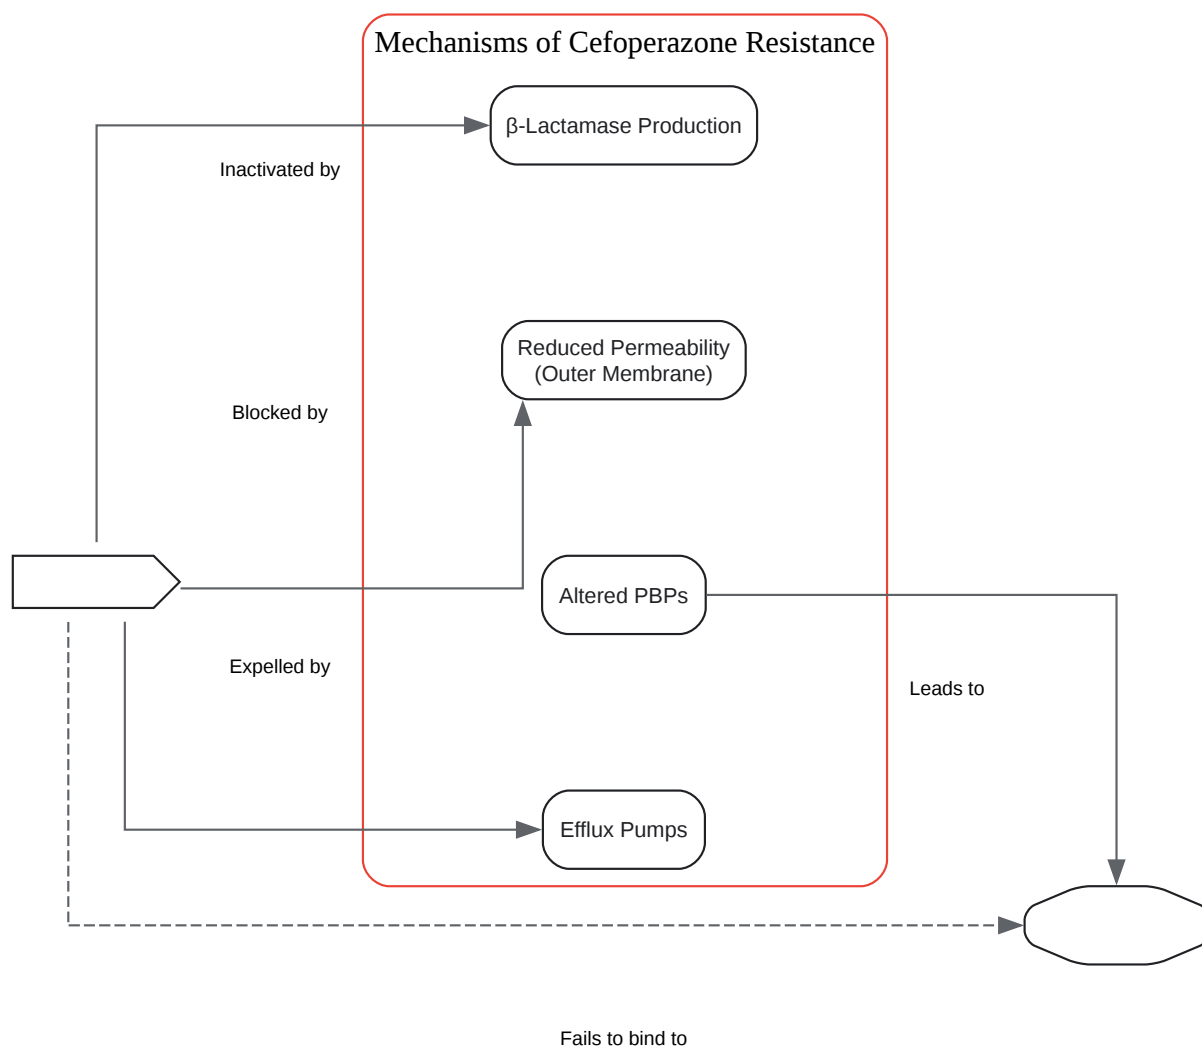 Mechanisms of Cefoperazone Resistance
β-Lactamase Production
Inactivated by
Reduced Permeability
(Outer Membrane)
Blocked by
Altered PBPs
Expelled by
Leads to
Efflux Pumps
Fails to bind to